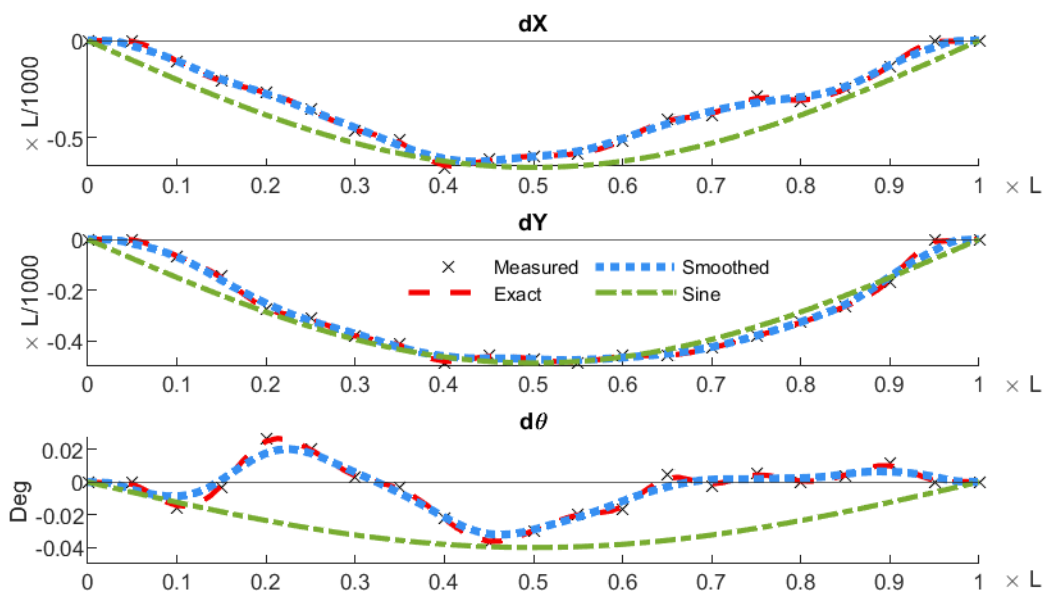 dX
0
-0.5
× L/1000
0 0.1 0.2 0.3 0.4 0.5 0.6 0.7 0.8 0.9 1 × L
dY
0
-0.2
-0.4
× L/1000
× Measured Smoothed
Exact Sine
0 0.1 0.2 0.3 0.4 0.5 0.6 0.7 0.8 0.9 1 × L
dθ
0.02
0
-0.02
-0.04
Deg
0 0.1 0.2 0.3 0.4 0.5 0.6 0.7 0.8 0.9 1 × L